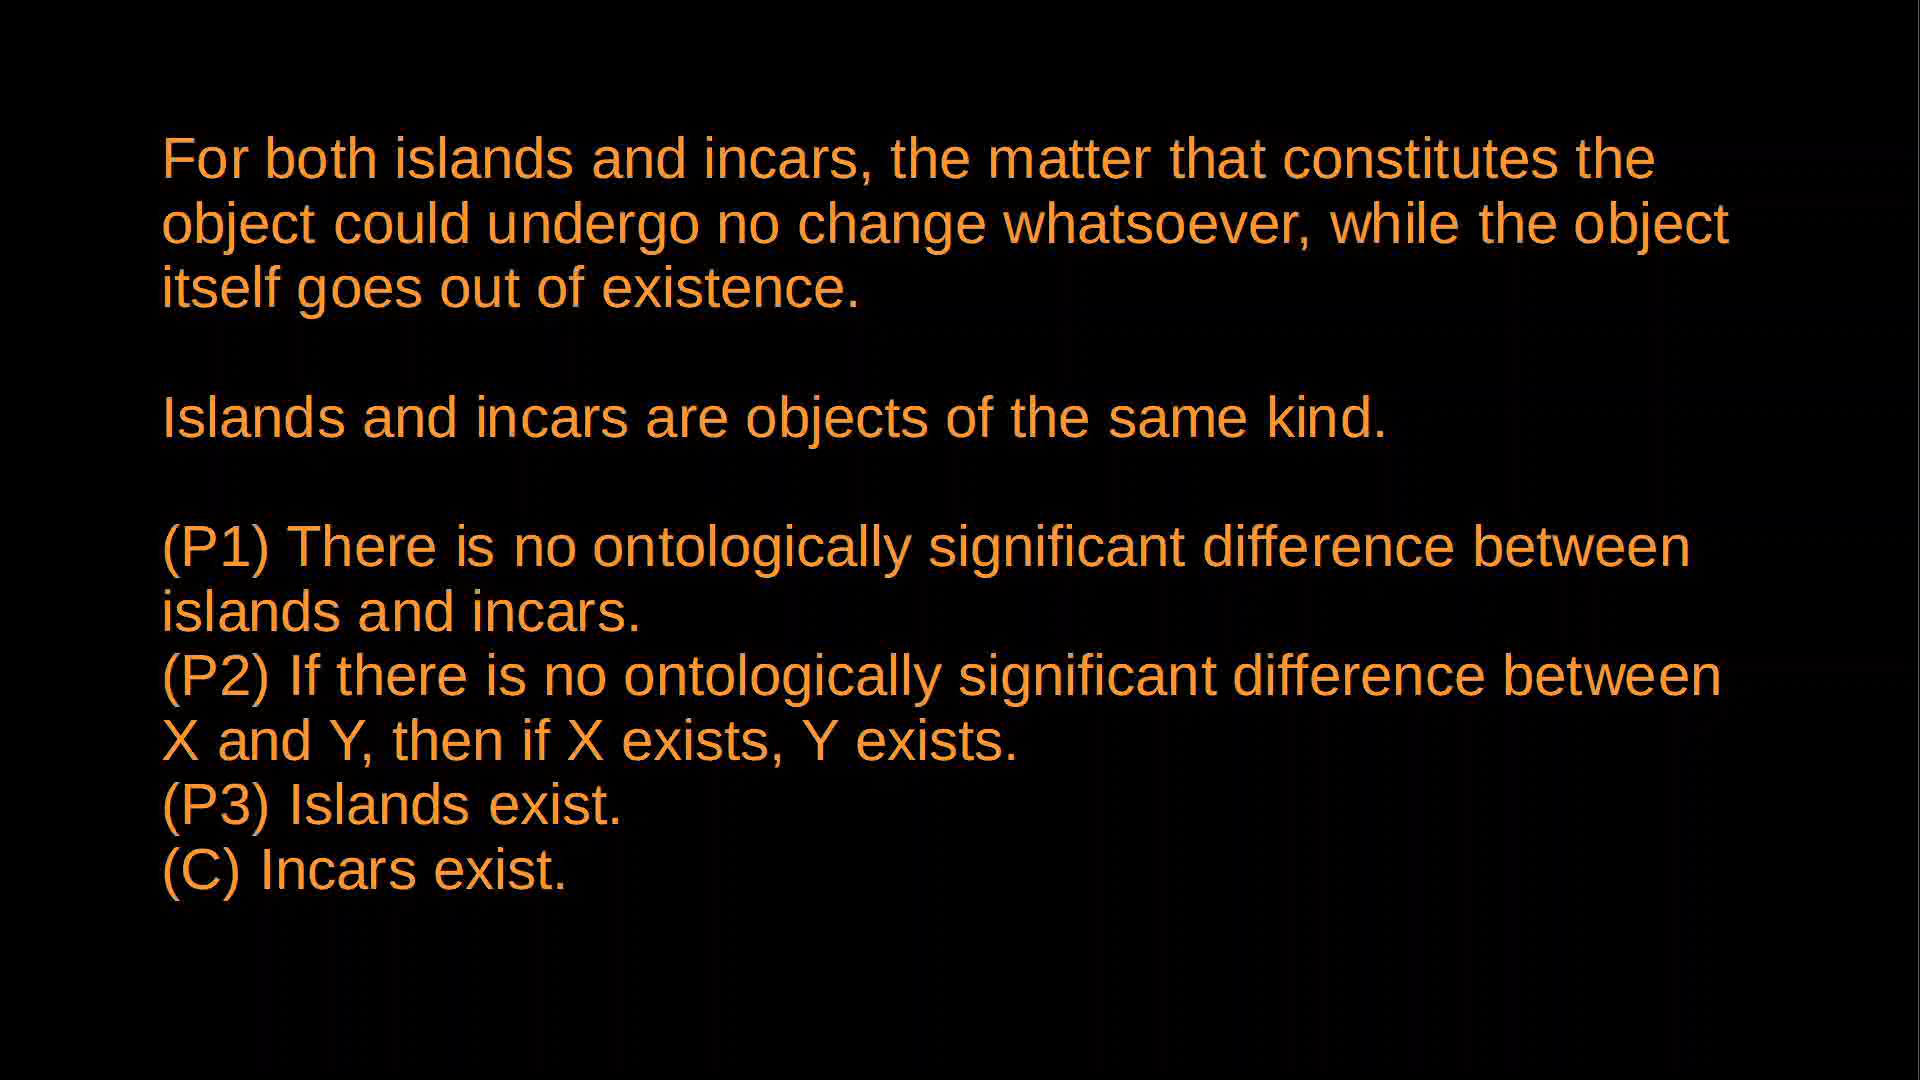 For both islands and incars, the matter that constitutes the
object could undergo no change whatsoever, while the object
itself goes out of existence.
Islands and incars are objects of the same kind.
(P1) There is no ontologically significant difference between
islands and incars.
(P2) If there is no ontologically significant difference between
X and Y, then if X exists, Y exists.
(P3) Islands exist.
(C) Incars exist.